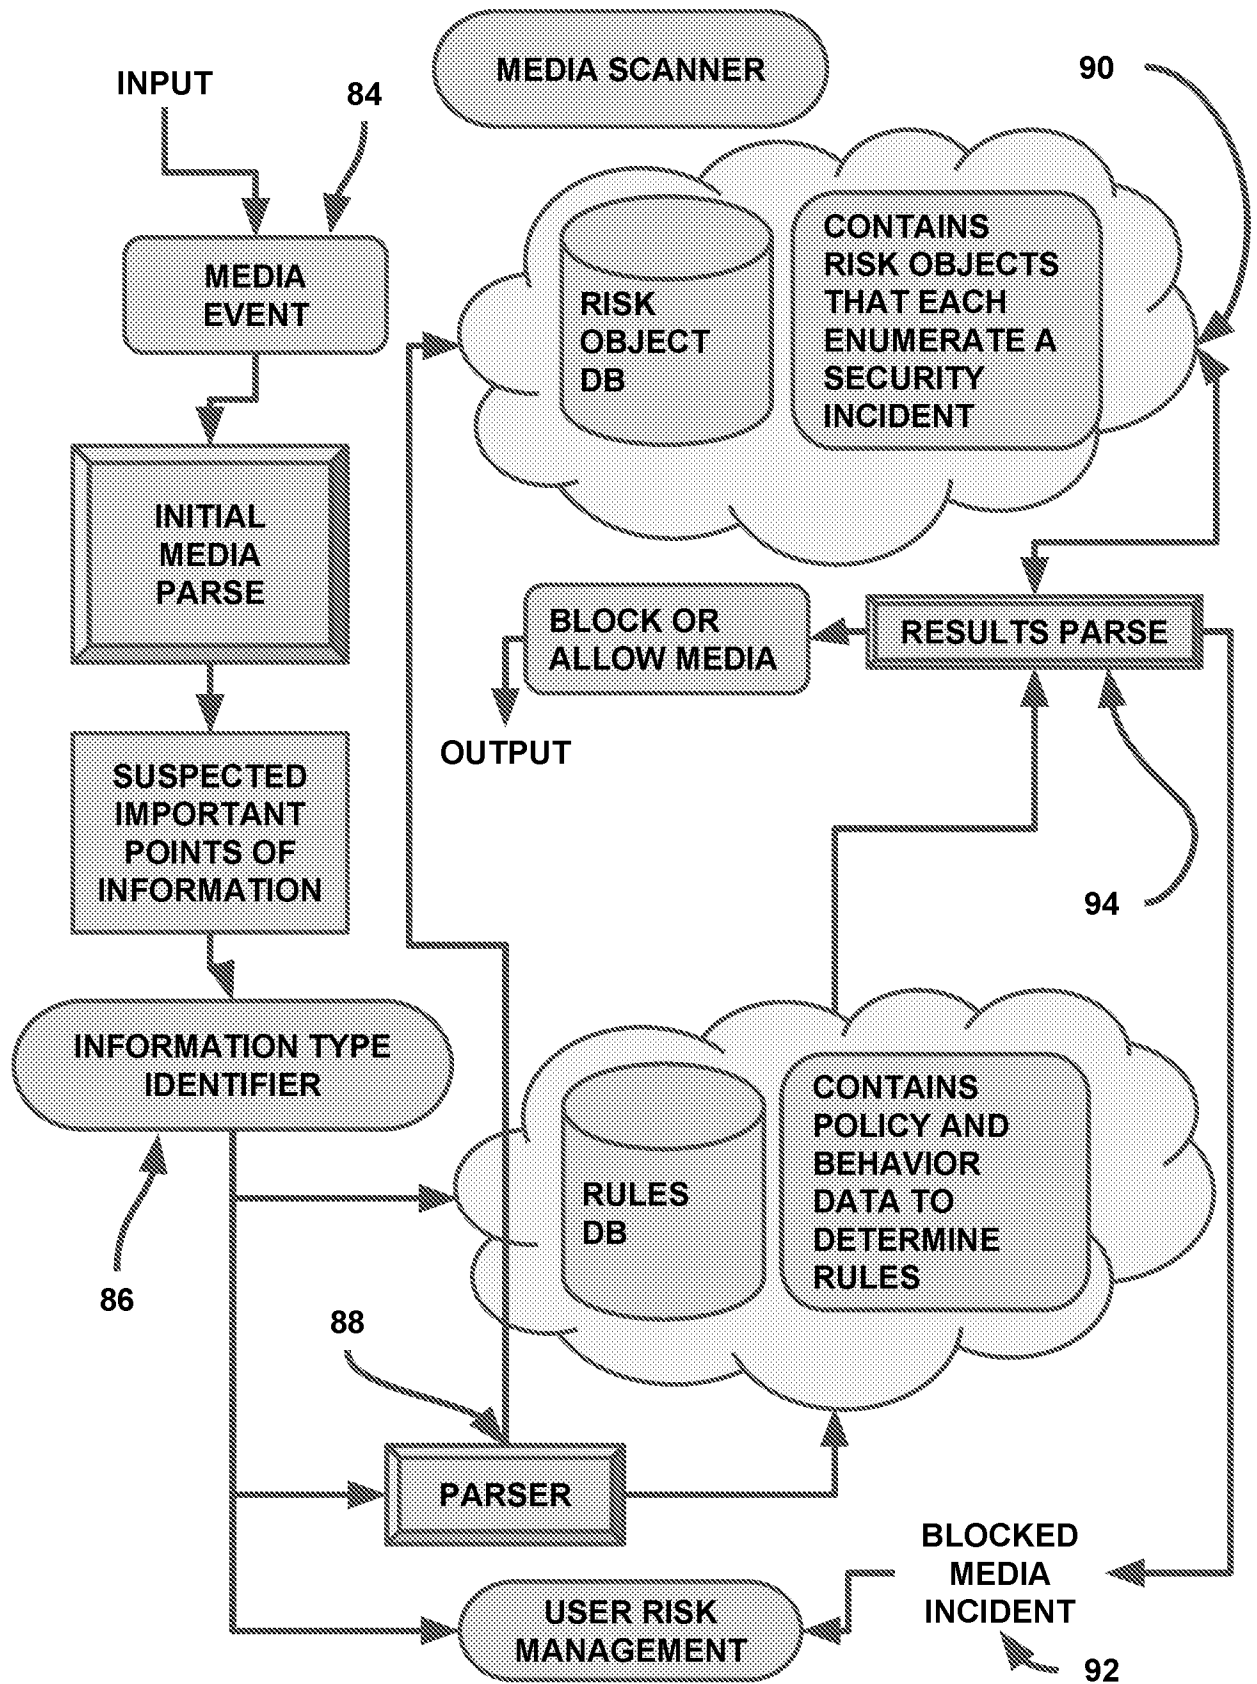 MEDIA SCANNER
INPUT
84
90
MEDIA
EVENT
RISK
OBJECT
DB
CONTAINS
RISK OBJECTS
THAT EACH
ENUMERATE A
SECURITY
INCIDENT
INITIAL
MEDIA
PARSE
BLOCK OR
ALLOW MEDIA
RESULTS PARSE
OUTPUT
SUSPECTED
IMPORTANT
POINTS OF
INFORMATION
94
INFORMATION TYPE
IDENTIFIER
86
RULES
DB
CONTAINS
POLICY AND
BEHAVIOR
DATA TO
DETERMINE
RULES
88
PARSER
BLOCKED
MEDIA
INCIDENT
USER RISK
MANAGEMENT
92